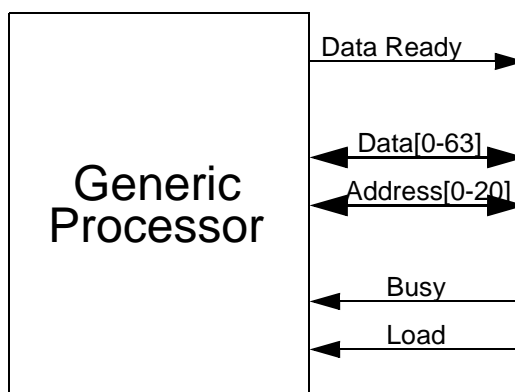 Data Ready
Data[0-63]
Generic
Address[0-20]
Processor
Busy
Load